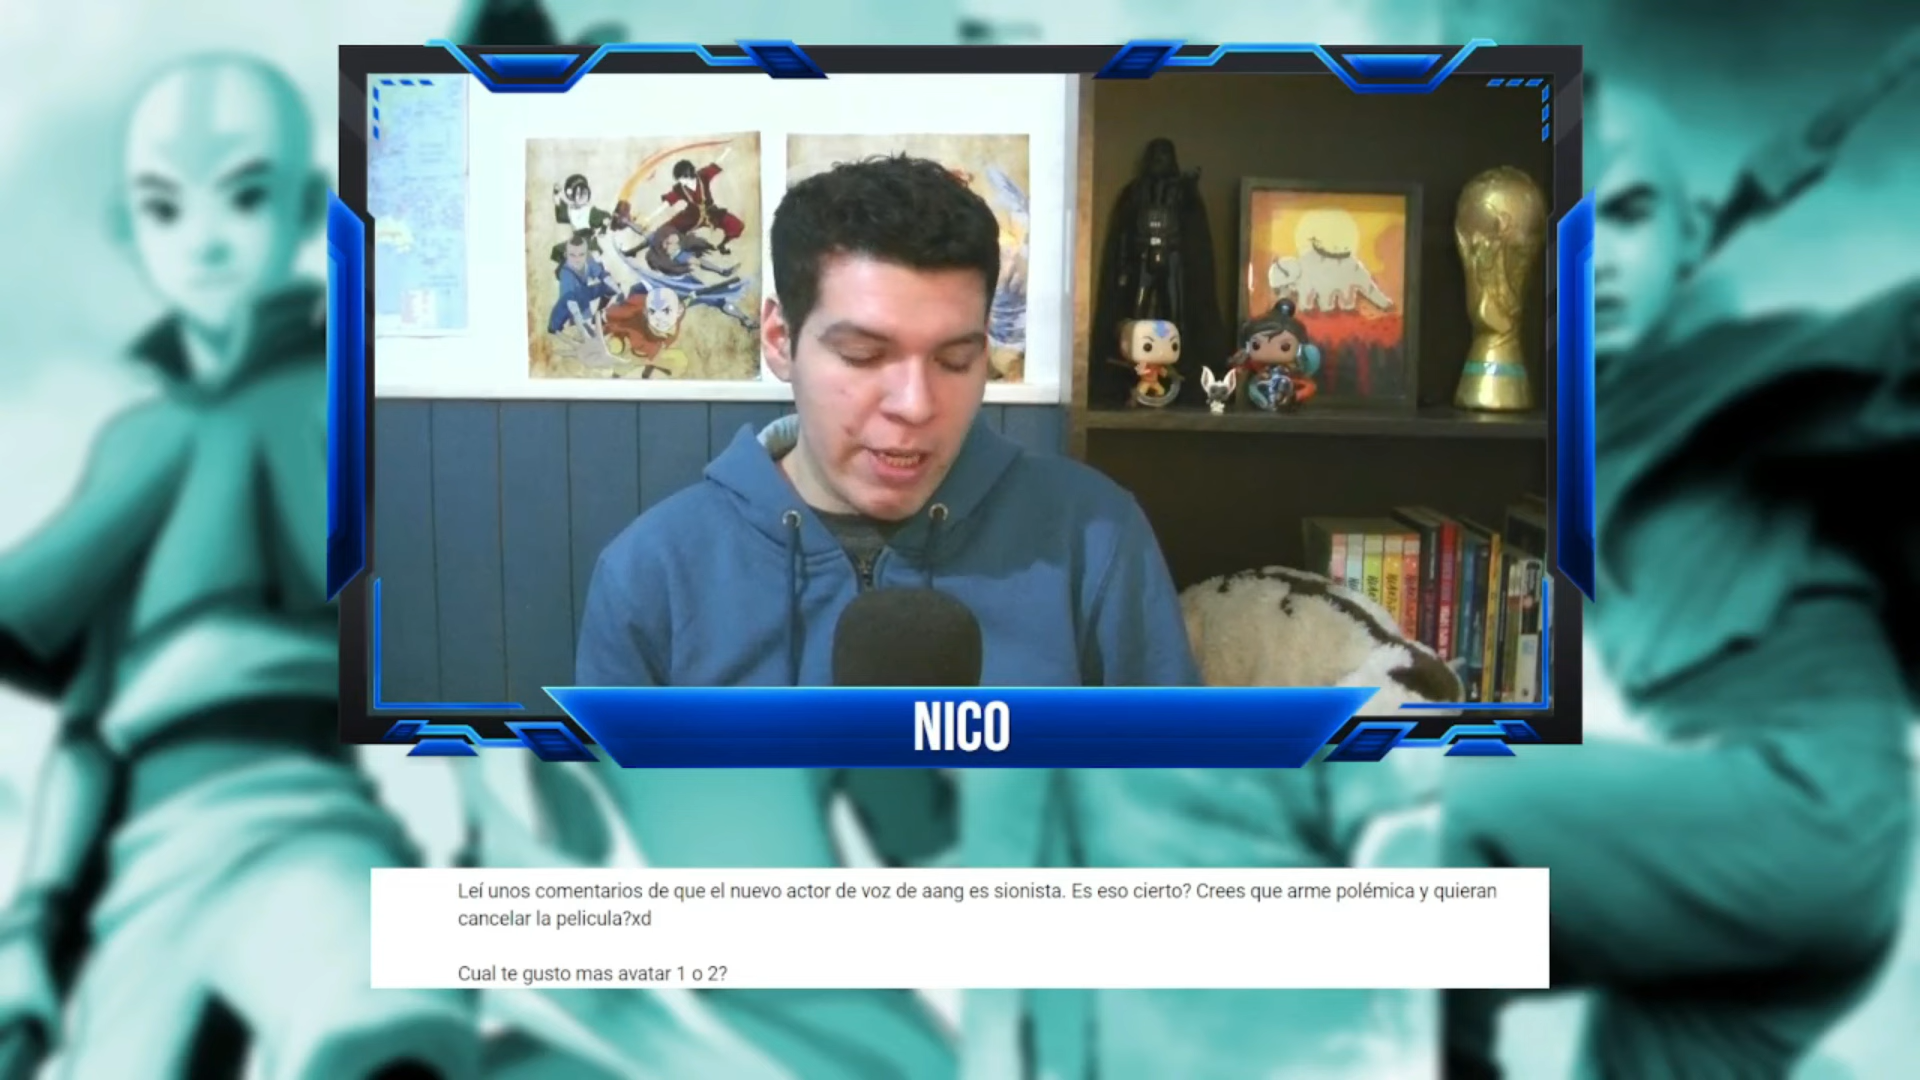 NICO
Leí unos comentarios de que el nuevo actor de voz de aang es sionista. Es eso cierto? Crees que arme polémica y quieran
cancelar la pelicula?xd
Cual te gusto mas avatar 1 o 2?